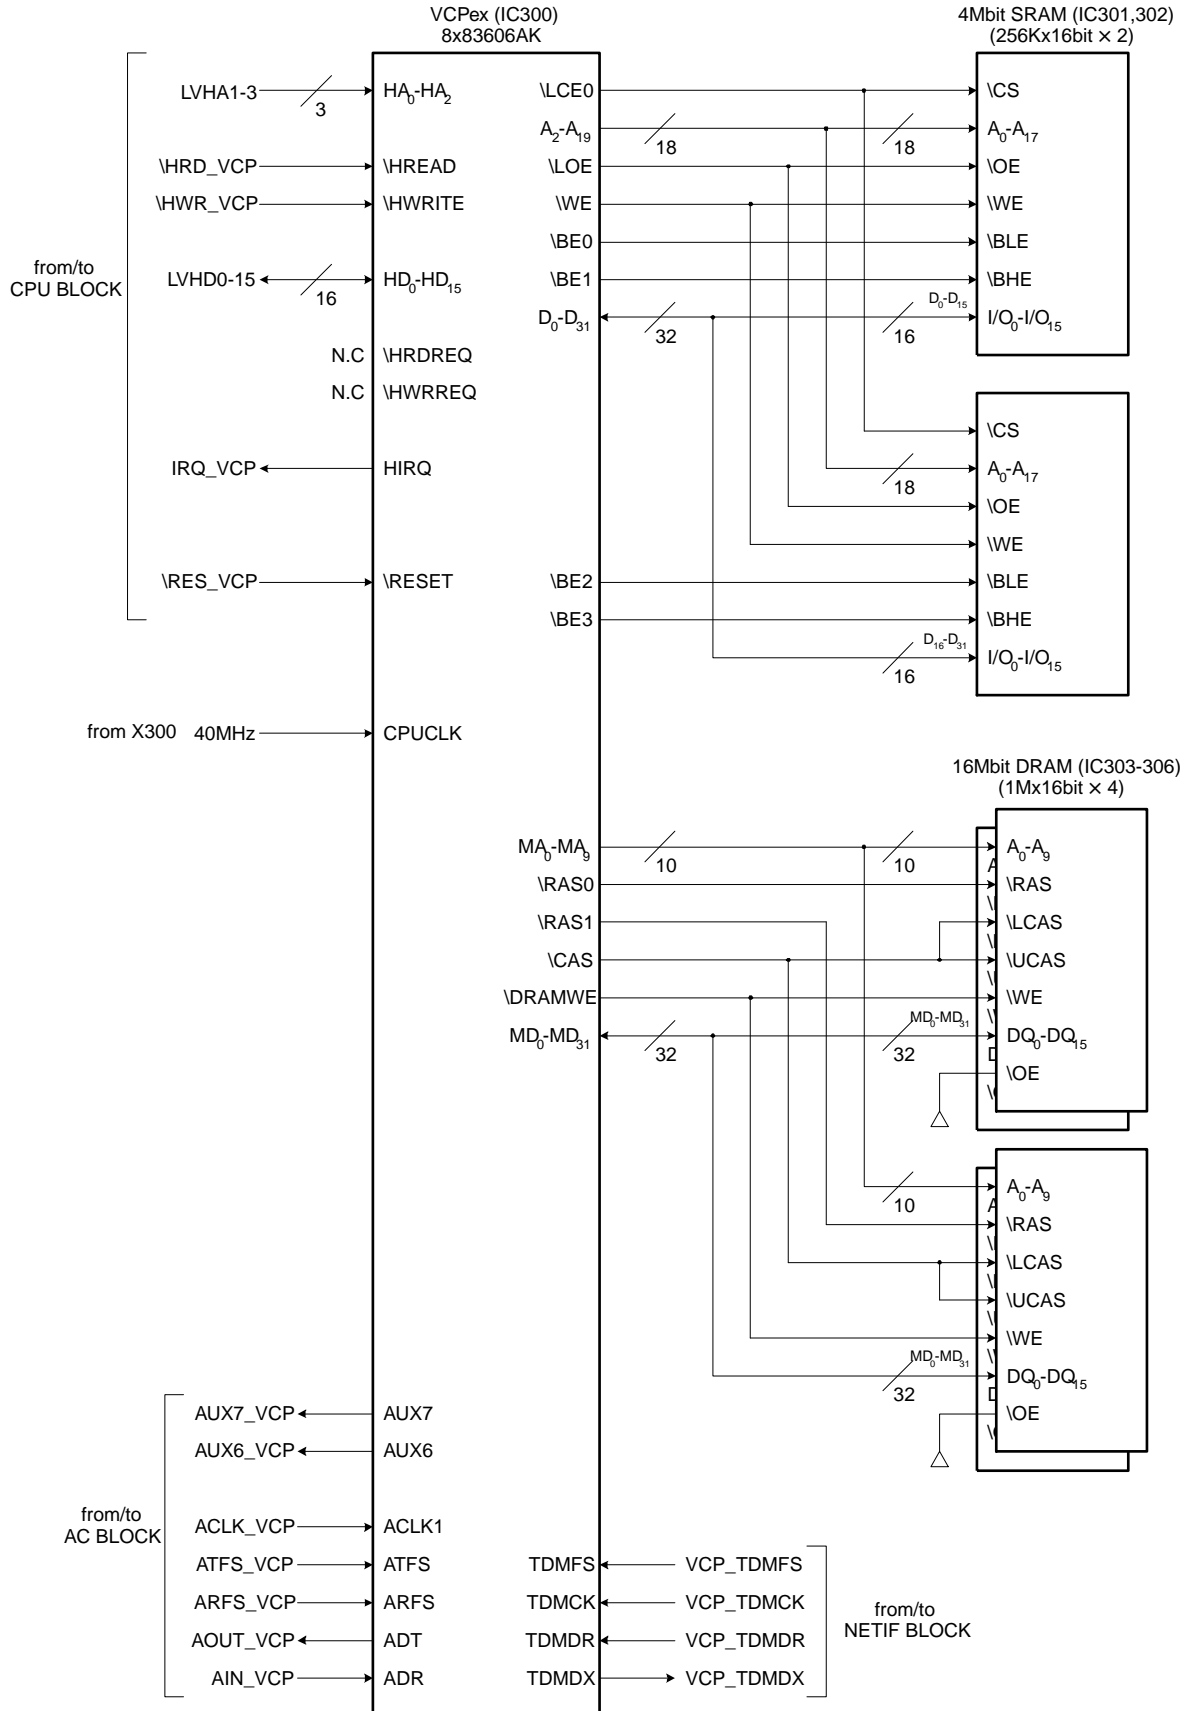 VCPex (IC300)
8x83606AK
4Mbit SRAM (IC301,302)
(256Kx16bit × 2)
LVHA1-3
3
HA0-HA2
\LCE0
\CS
A2-A19
18
18
A0-A17
\HRD_VCP
\HREAD
\LOE
\OE
\HWR_VCP
\HWRITE
\WE
\WE
\BE0
\BLE
from/to
CPU BLOCK
LVHD0-15
16
HD0-HD15
\BE1
\BHE
D0-D31
32
D0-D15
16
I/O0-I/O15
N.C
\HRDREQ
N.C
\HWRREQ
\CS
IRQ_VCP
HIRQ
18
A0-A17
\OE
\WE
\RES_VCP
\RESET
\BE2
\BLE
\BE3
\BHE
D16-D31
16
I/O0-I/O15
from X300
40MHz
CPUCLK
16Mbit DRAM (IC303-306)
(1Mx16bit × 4)
MA0-MA9
10
10
A0-A9
\RAS0
\RAS
\RAS1
\LCAS
\CAS
\UCAS
\DRAMWE
\WE
MD0-MD31
32
MD0-MD31
32
DQ0-DQ15
\OE
10
A0-A9
\RAS
\LCAS
\UCAS
\WE
MD0-MD31
32
DQ0-DQ15
\OE
AUX7_VCP
AUX7
AUX6_VCP
AUX6
from/to
AC BLOCK
ACLK_VCP
ACLK1
ATFS_VCP
ATFS
TDMFS
VCP_TDMFS
ARFS_VCP
ARFS
TDMCK
VCP_TDMCK
from/to
NETIF BLOCK
AOUT_VCP
ADT
TDMDR
VCP_TDMDR
AIN_VCP
ADR
TDMDX
VCP_TDMDX